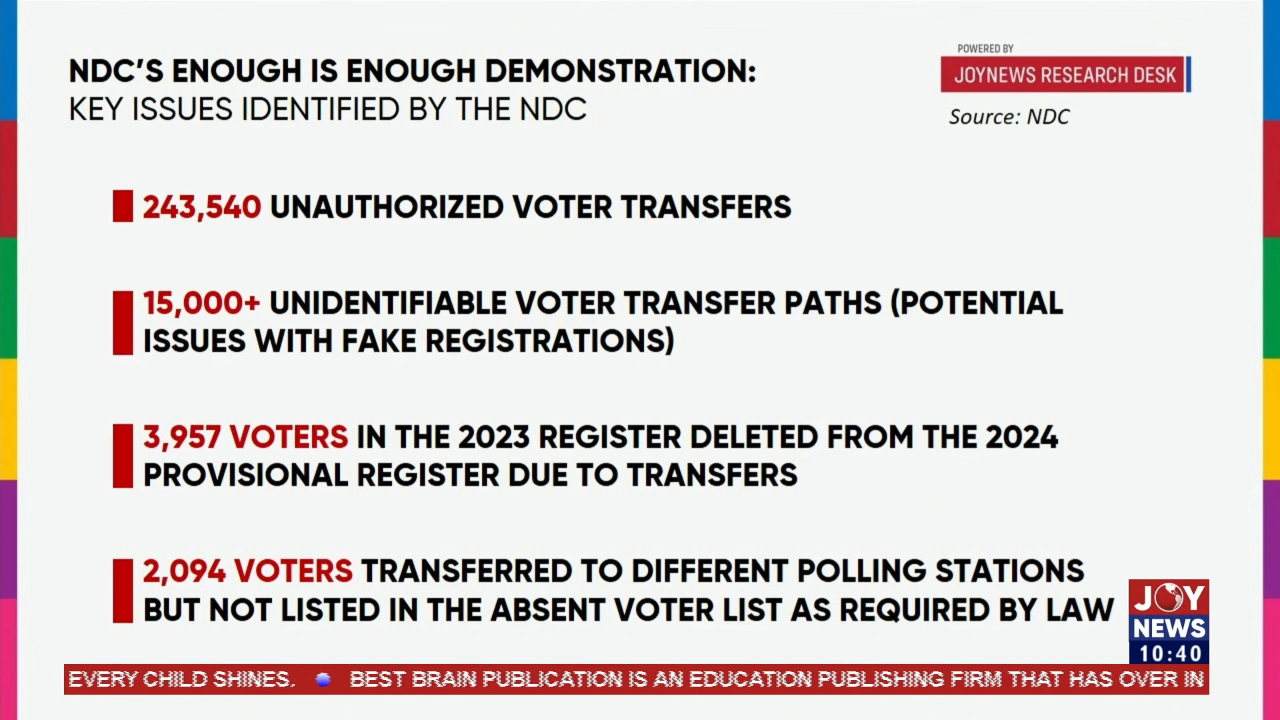 NDC'S ENOUGH IS ENOUGH DEMONSTRATION:
KEY ISSUES IDENTIFIED BY THE NDC
POWERED BY
JOYNEWS RESEARCH DESK
Source: NDC
243,540 UNAUTHORIZED VOTER TRANSFERS
15,000+ UNIDENTIFIABLE VOTER TRANSFER PATHS (POTENTIAL
ISSUES WITH FAKE REGISTRATIONS)
3,957 VOTERS IN THE 2023 REGISTER DELETED FROM THE 2024
PROVISIONAL REGISTER DUE TO TRANSFERS
2,094 VOTERS TRANSFERRED TO DIFFERENT POLLING STATIONS
BUT NOT LISTED IN THE ABSENT VOTER LIST AS REQUIRED BY LAW
JOY
NEWS
10:40
EVERY CHILD SHINES. BEST BRAIN PUBLICATION IS AN EDUCATION PUBLISHING FIRM THAT HAS OVER IN